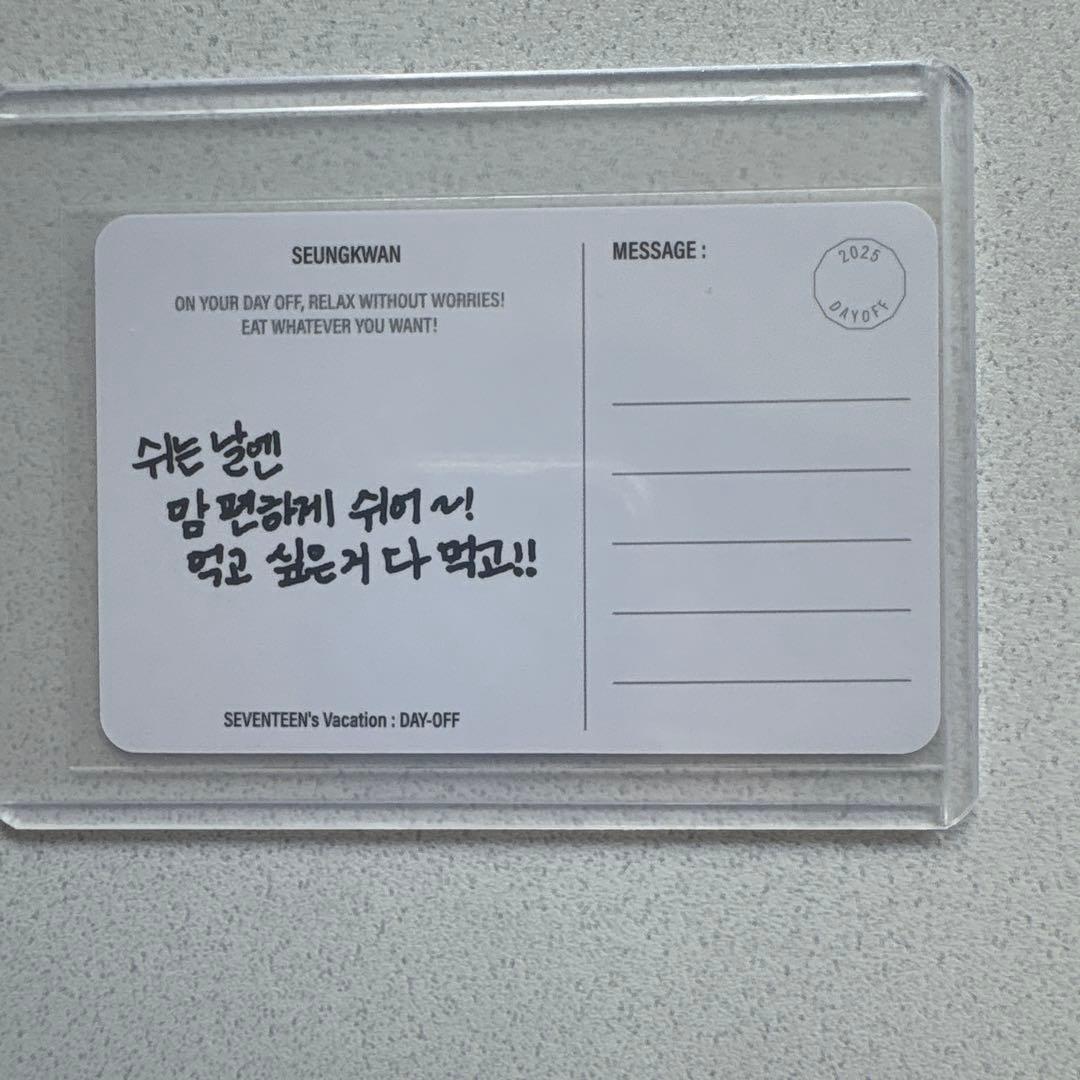 SEUNGKWAN
ON YOUR DAY OFF, RELAX WITHOUT WORRIES!
EAT WHATEVER YOU WANT!
쉬는 날엔
맘 편하게 쉬어 ~!
먹고 싶은거 다 먹고!!
SEVENTEEN's Vacation : DAY-OFF
MESSAGE :
2025
DAYOFF